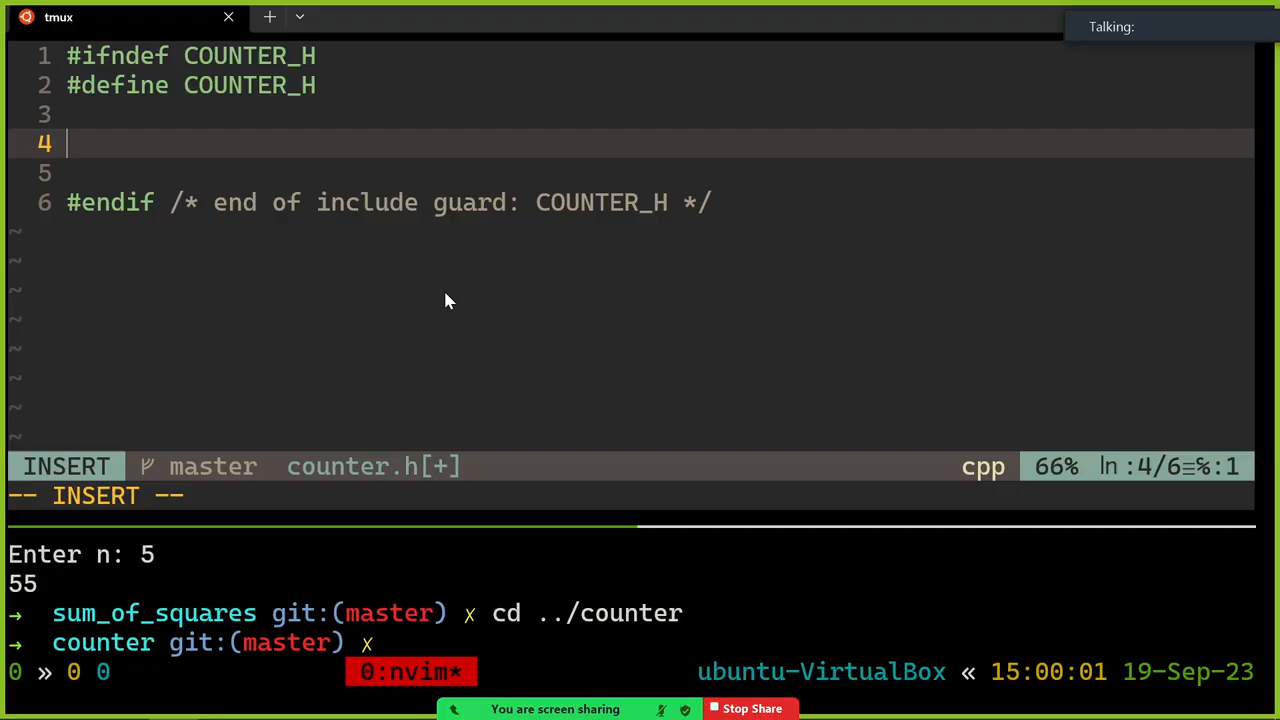 tmux
Talking:
1 #ifndef COUNTER_H
2 #define COUNTER_H
3
4
5
6 #endif /* end of include guard: COUNTER_H */
~
~
~
~
~
~
~
~
INSERT master counter.h[+] cpp 66% ln :4/6≡%:1
-- INSERT --
Enter n: 5
55
→ sum_of_squares git:(master) ✗ cd ../counter
→ counter git:(master) ✗
0 » 0 0 0:nvim* ubuntu-VirtualBox « 15:00:01 19-Sep-23
You are screen sharing Stop Share